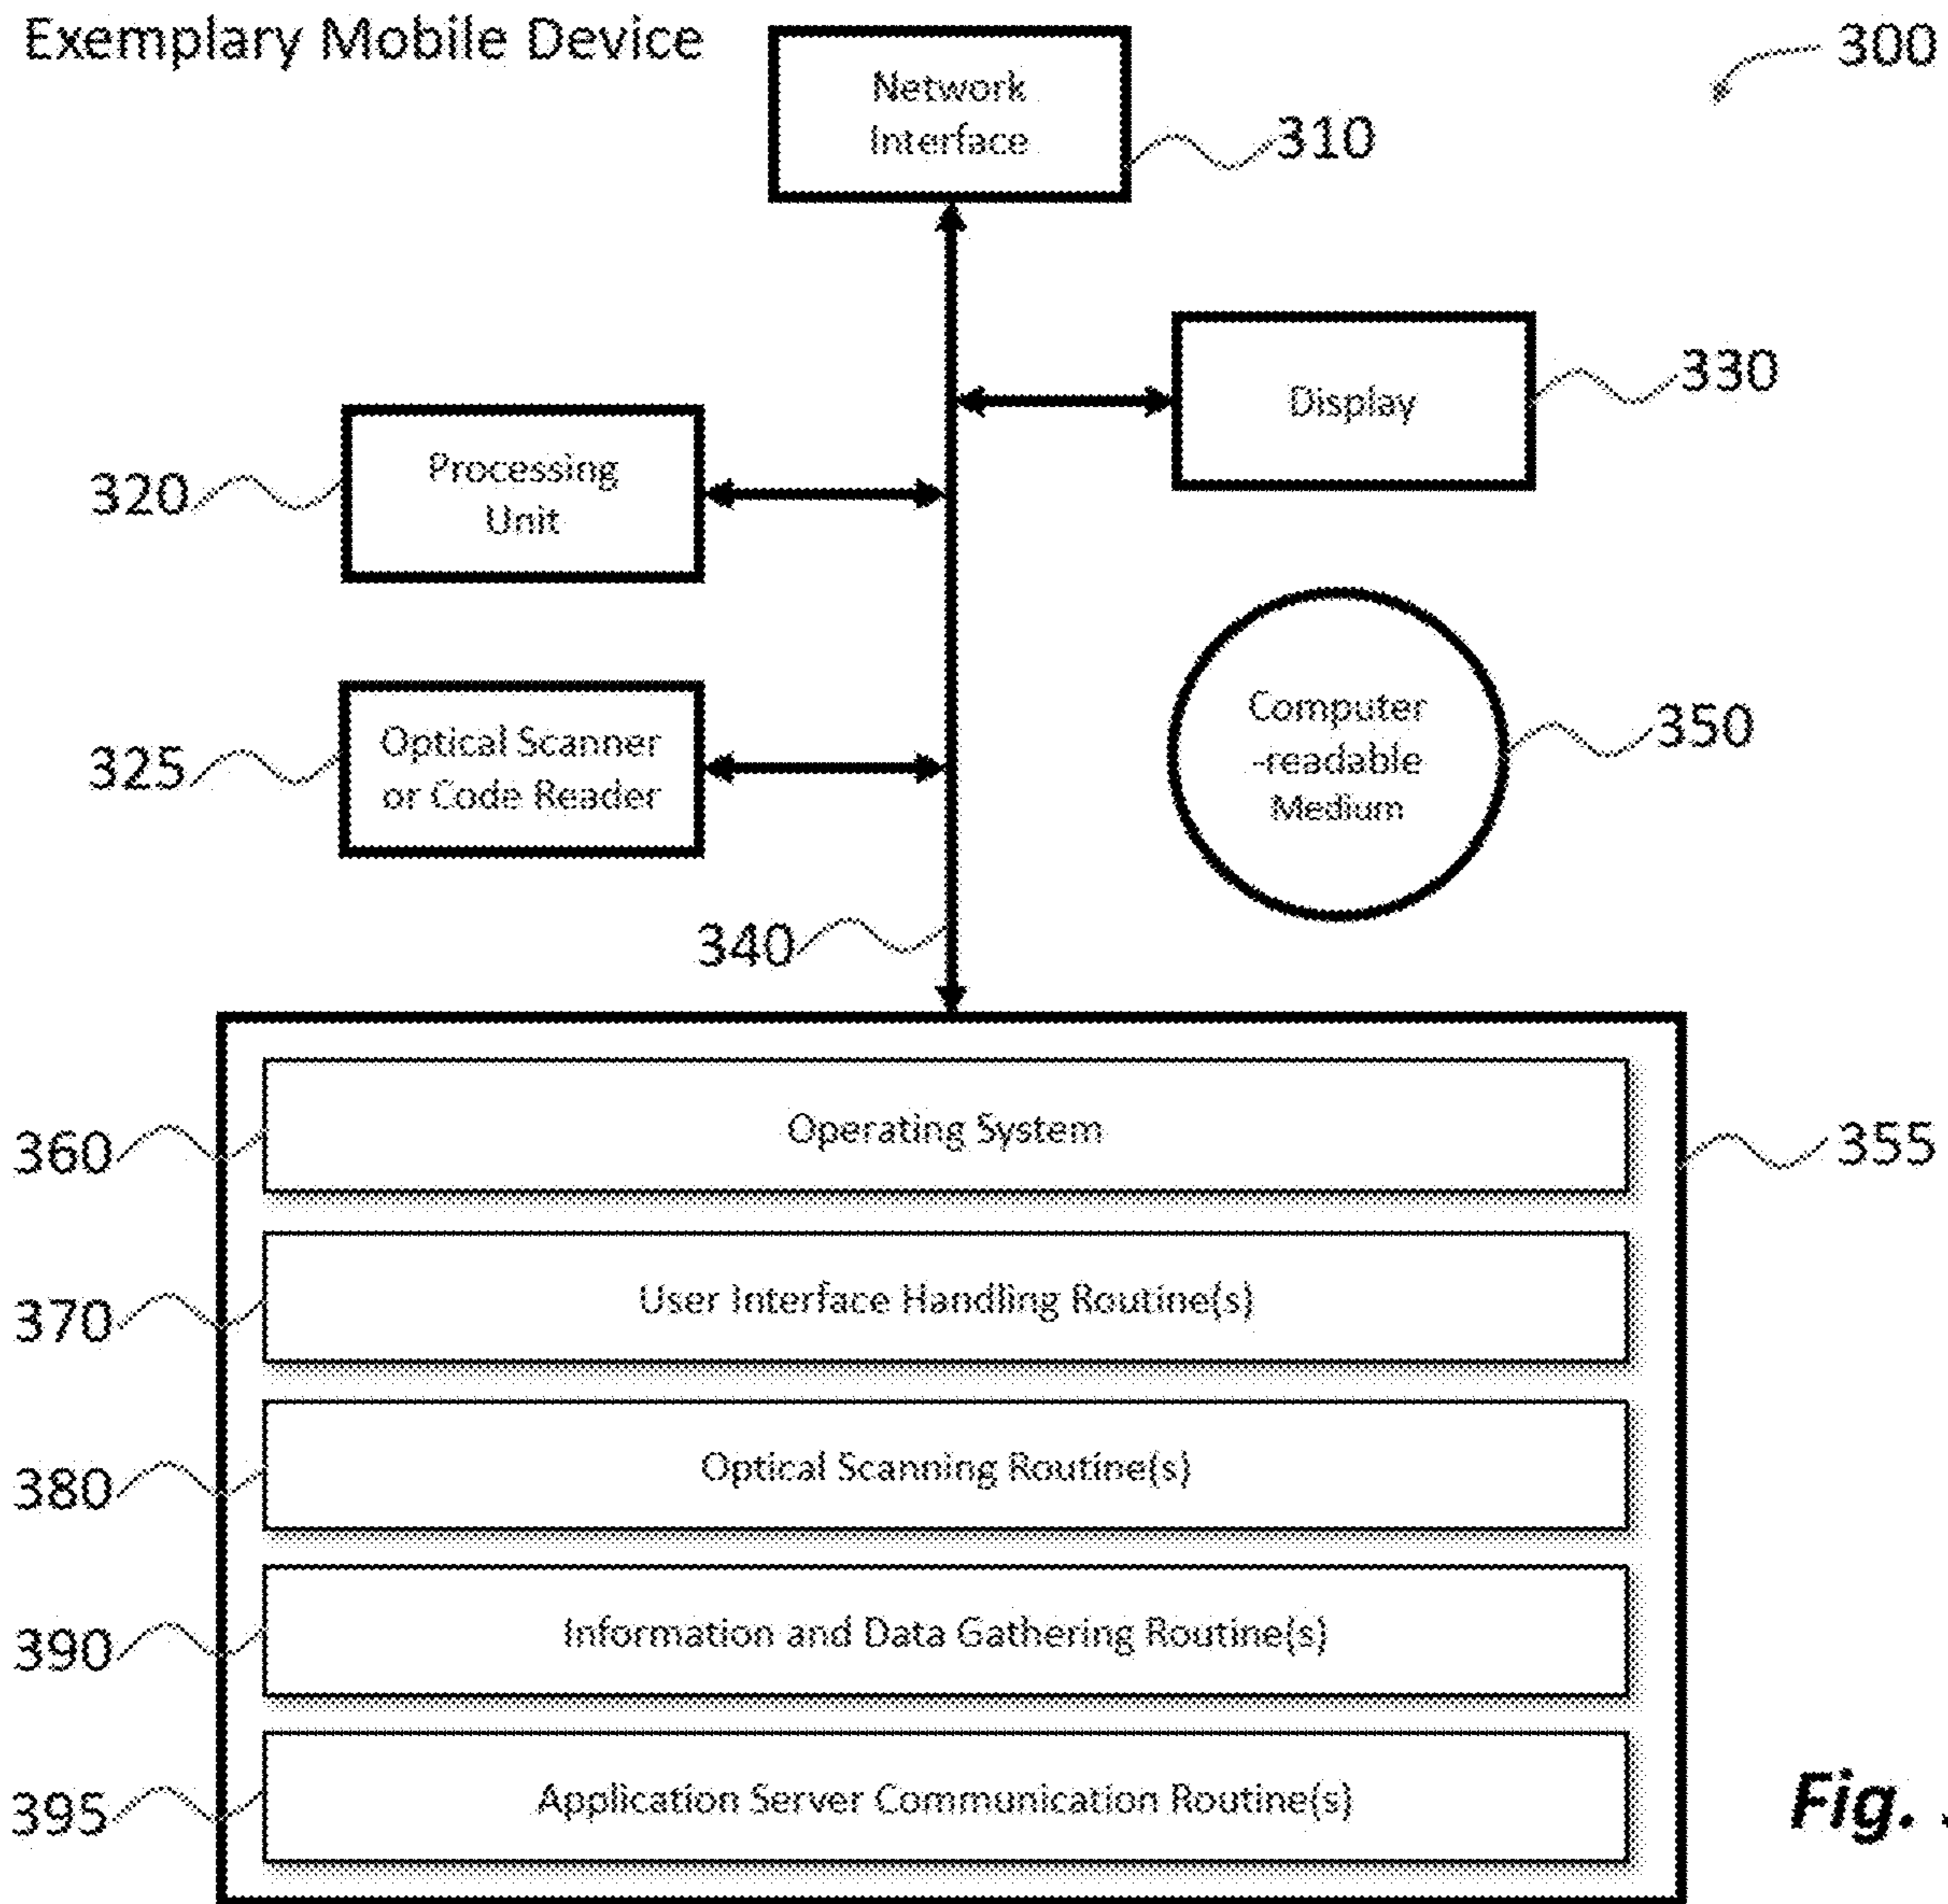 Exemplary Mobile Device
300
Network
Interface
310
330
Display
320
Processing
Unit
325
Optical Scanner
or Code Reader
Computer
-readable
Medium
350
340
360
Operating System
355
370
User Interface Handling Routine(s)
380
Optical Scanning Routine(s)
390
Information and Data Gathering Routine(s)
395
Application Server Communication Routine(s)
Fig.